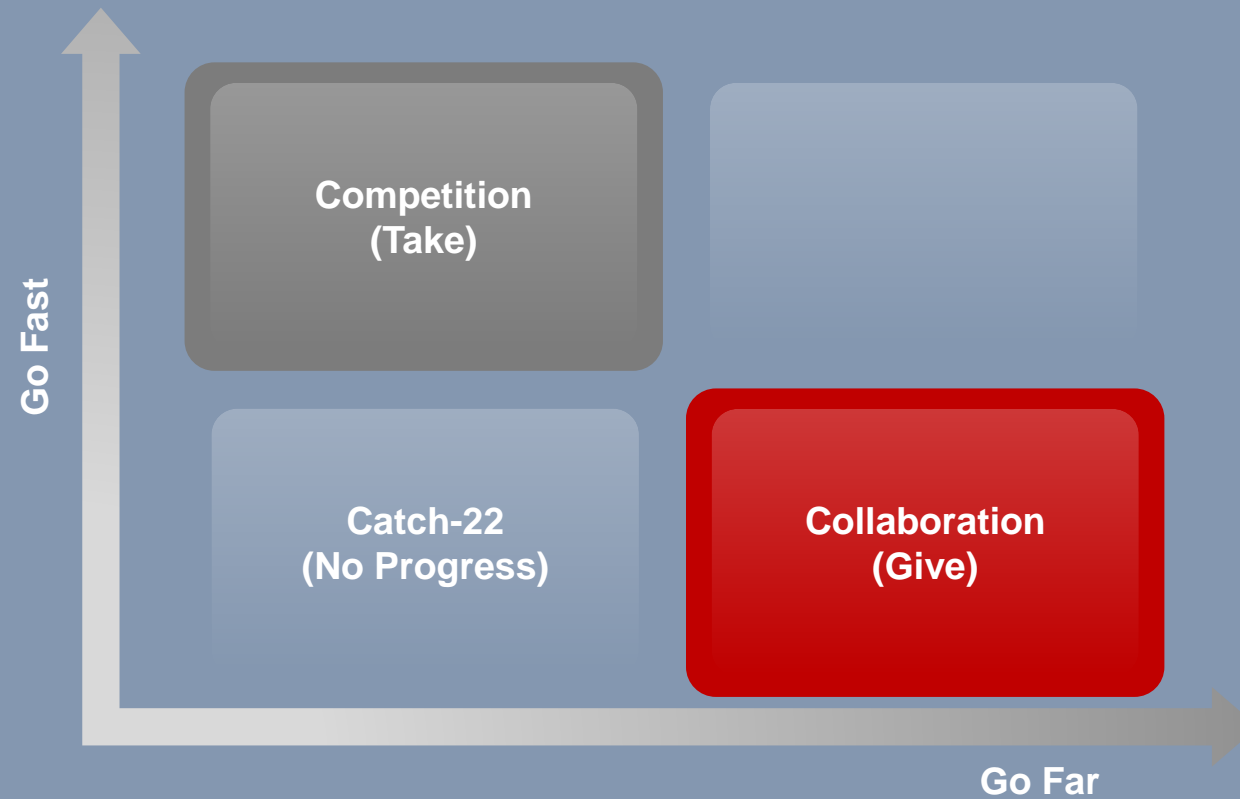 Go Fast
Competition
(Take)
Catch-22
(No Progress)
Collaboration
(Give)
Go Far